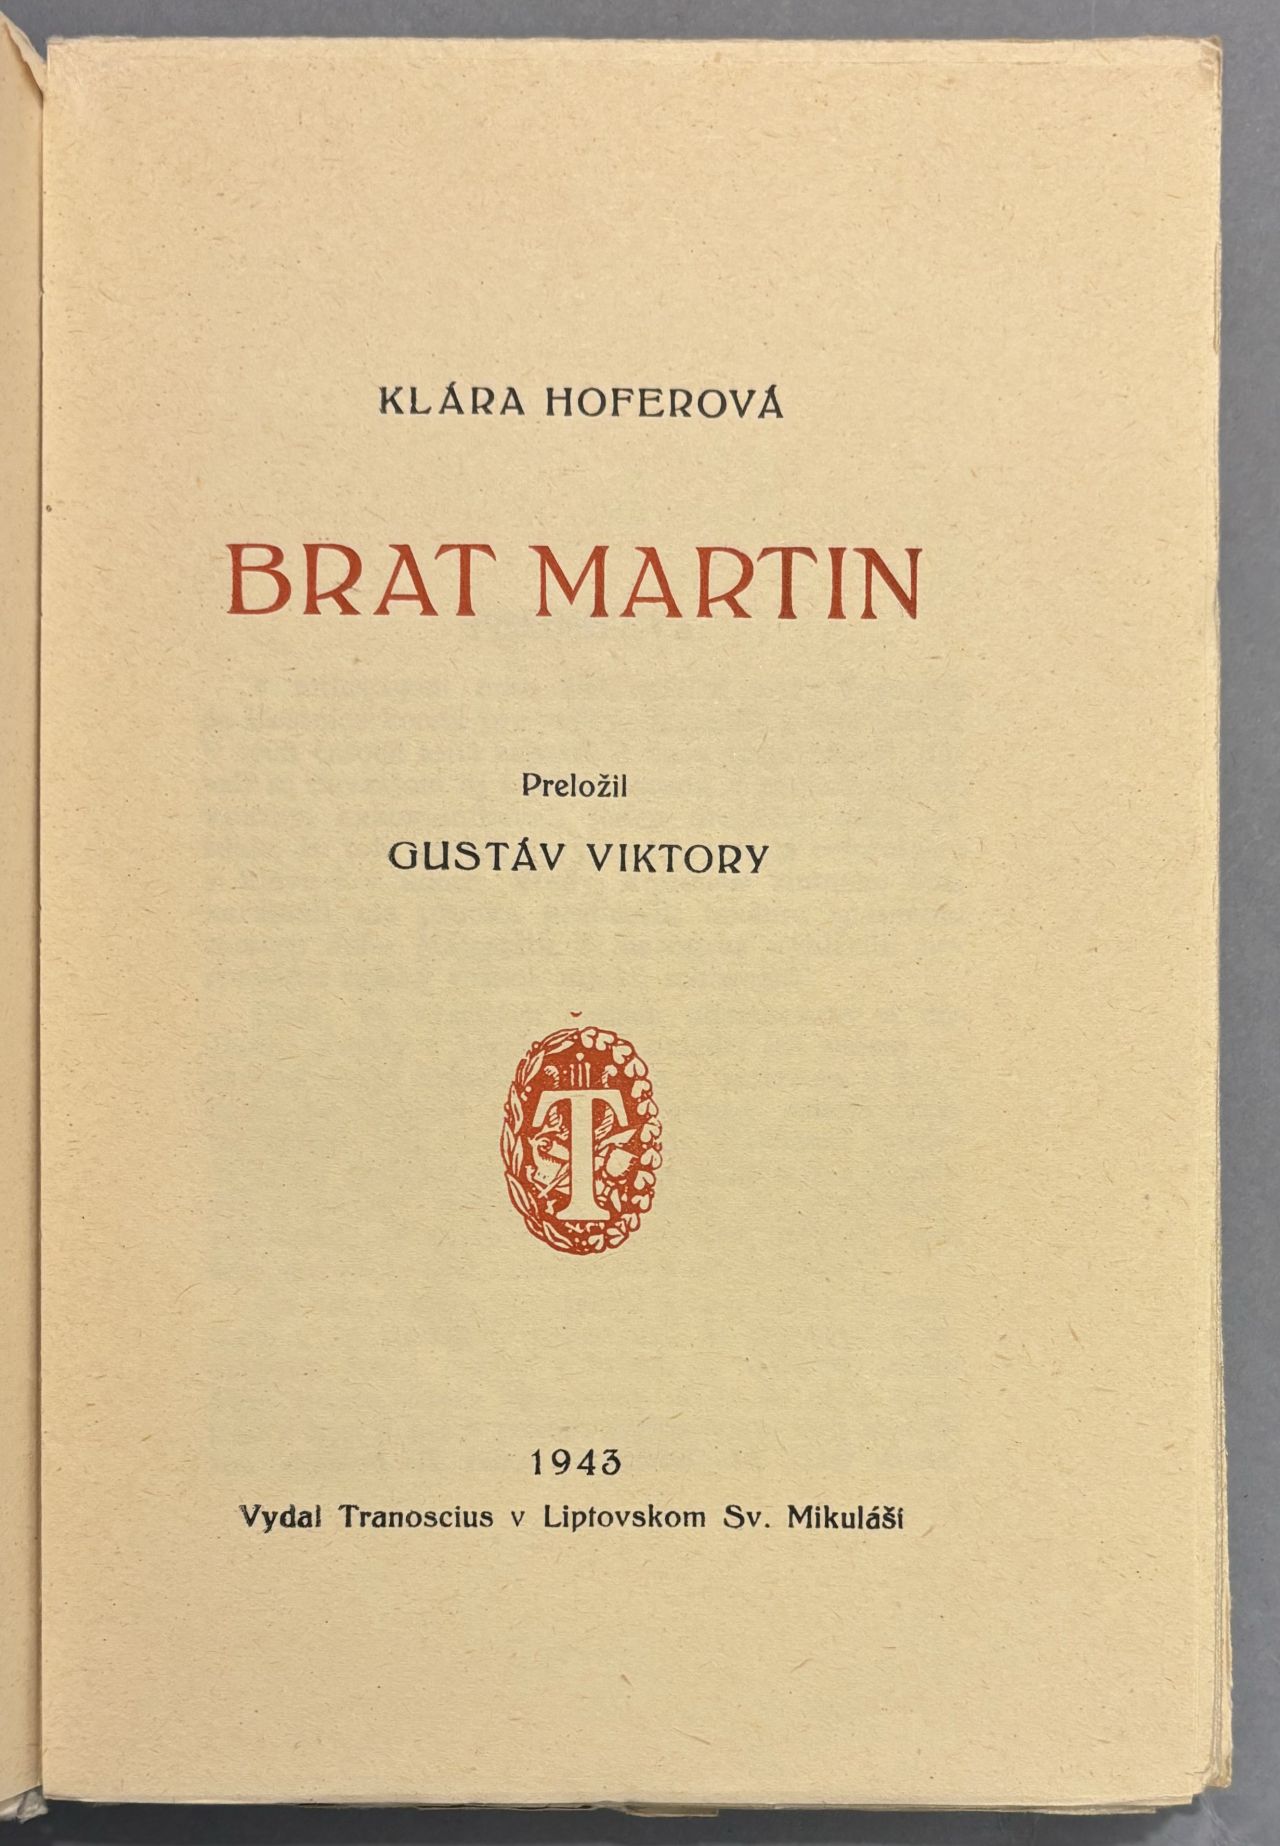 KLÁRA HOFEROVÁ
BRAT MARTIN
Preložil
GUSTÁV VIKTORY
T
1943
Vydal Tranoscius v Liptovskom Sv. Mikuláši